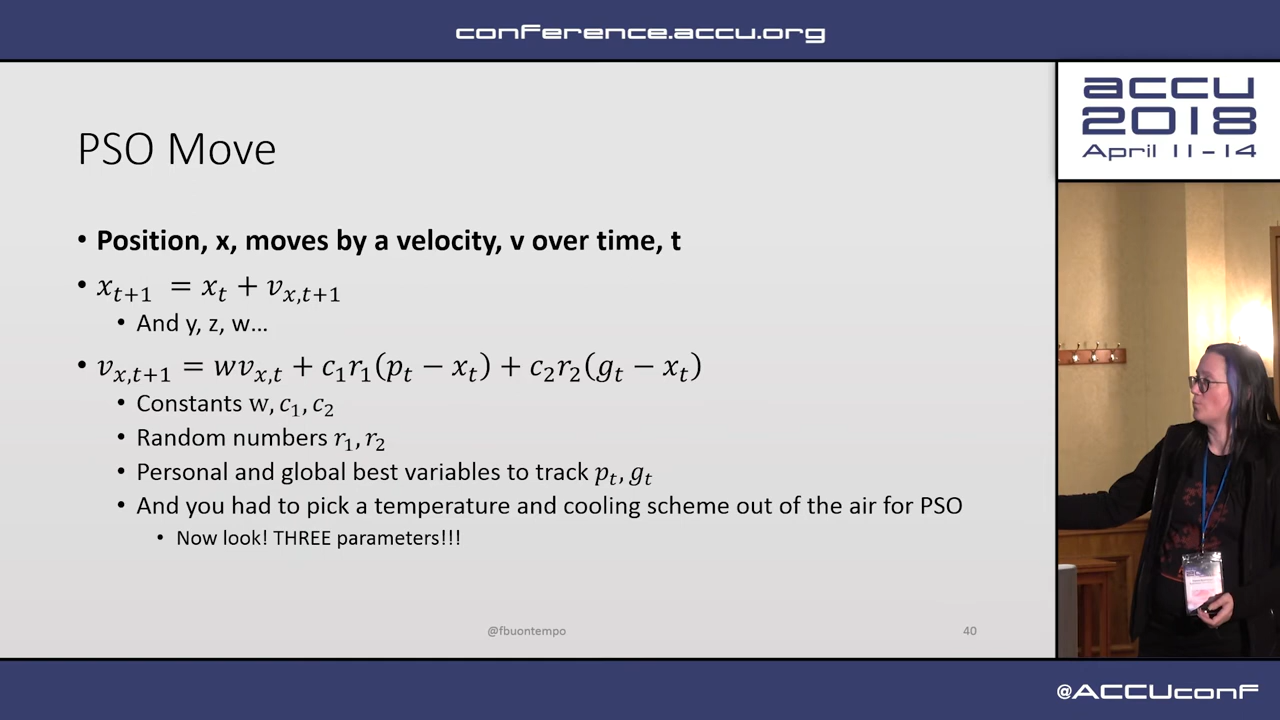 conference.accu.org
accu
2018
April 11-14
PSO Move
• Position, x, moves by a velocity, v over time, t
• x_{t+1} = x_t + v_{x,t+1}
• And y, z, w…
• v_{x,t+1} = wv_{x,t} + c_1r_1(p_t − x_t) + c_2r_2(g_t − x_t)
• Constants w, c_1, c_2
• Random numbers r_1, r_2
• Personal and global best variables to track p_t, g_t
• And you had to pick a temperature and cooling scheme out of the air for PSO
• Now look! THREE parameters!!!
@fbuontempo
40
@ACCUconf